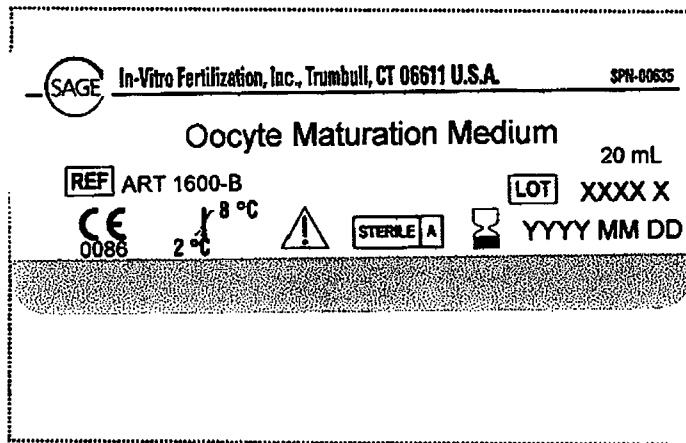 SAGE In-Vitro Fertilization, Inc., Trumbull, CT 06611 U.S.A. SPN-00635
Oocyte Maturation Medium
20 mL
REF ART 1600-B
LOT XXXX X
CE 0086
2 °C 8 °C
STERILE A
YYYY MM DD